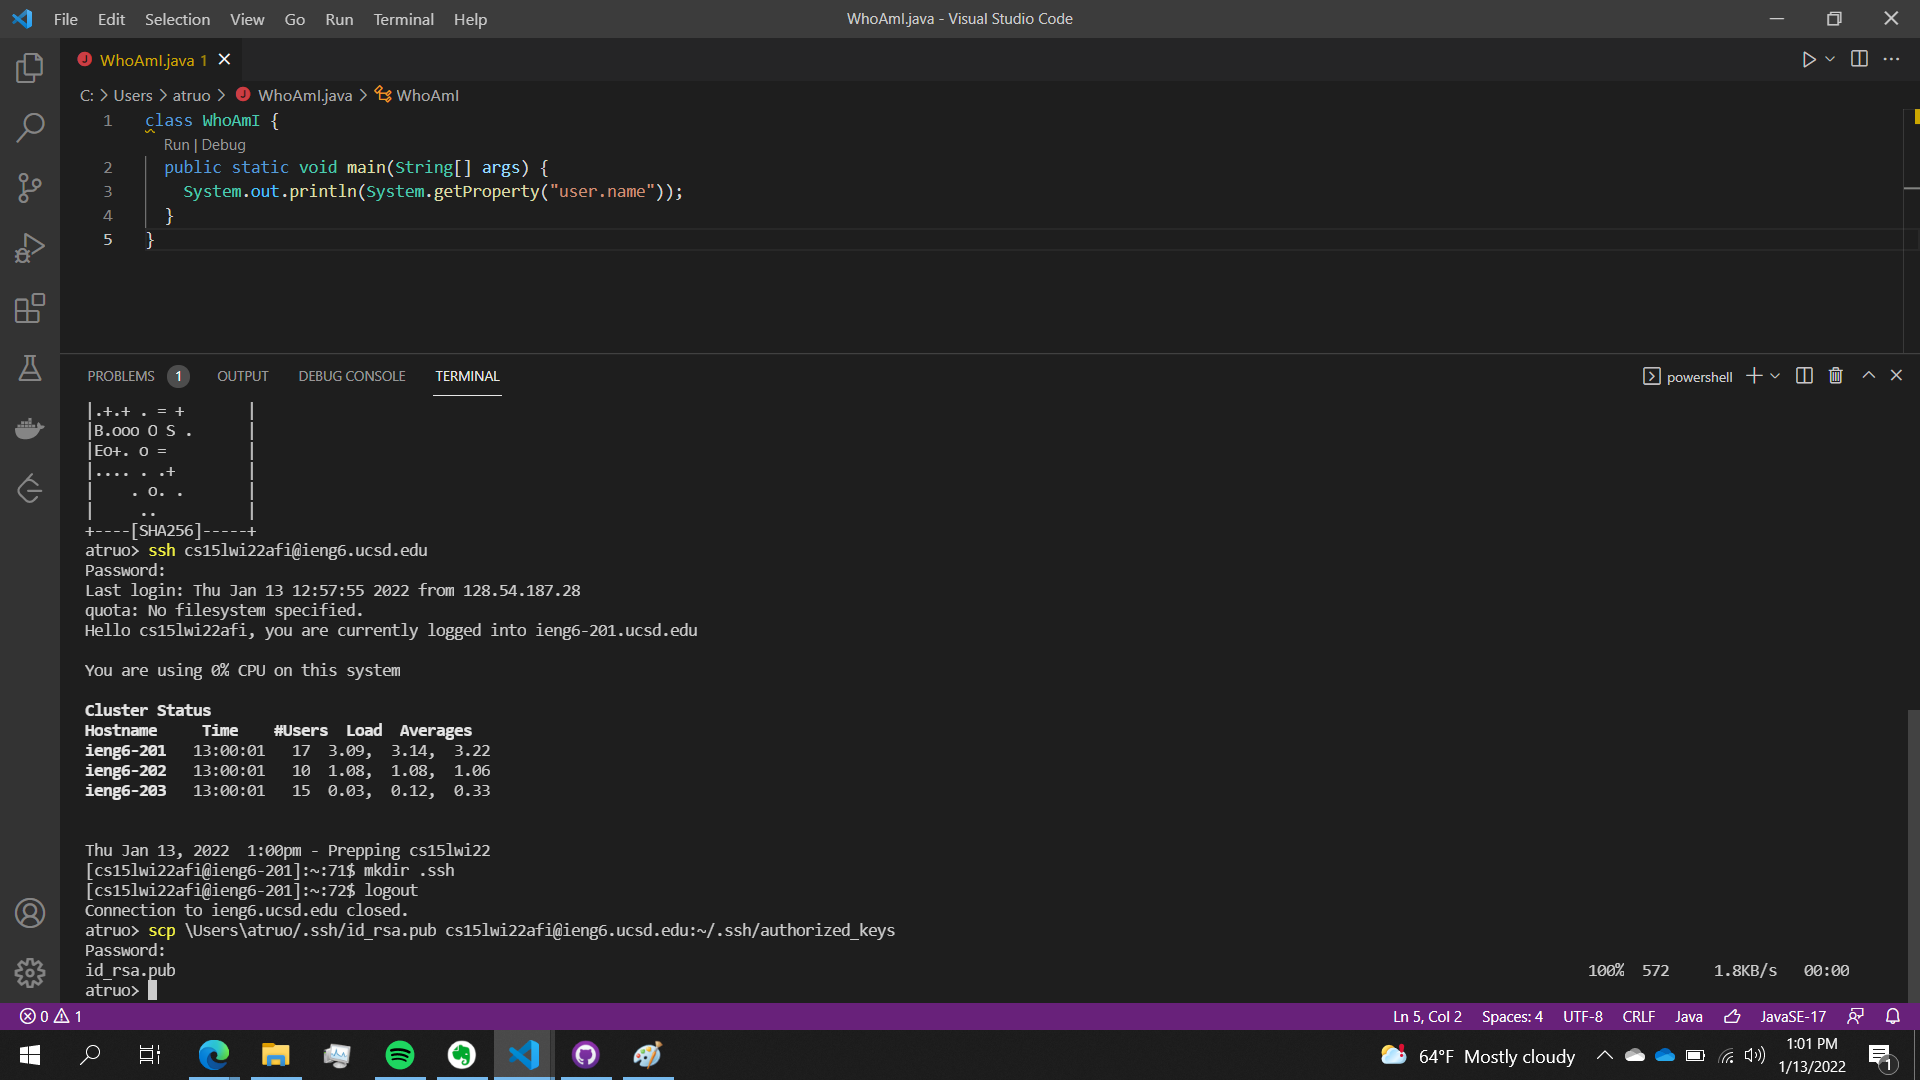 File Edit Selection View Go Run Terminal Help
WhoAmI.java - Visual Studio Code
WhoAmI.java 1
C: > Users > atruo > WhoAmI.java > WhoAmI
1 class WhoAmI {
Run | Debug
2 public static void main(String[] args) {
3 System.out.println(System.getProperty("user.name"));
4 }
5 }
PROBLEMS 1 OUTPUT DEBUG CONSOLE TERMINAL
powershell
|.+.+ . = +       |
|B.ooo O S .      |
|Eo+. o =         |
|.... . .+        |
|    . o. .       |
|     ..          |
+----[SHA256]-----+
atruo> ssh cs15lwi22afi@ieng6.ucsd.edu
Password:
Last login: Thu Jan 13 12:57:55 2022 from 128.54.187.28
quota: No filesystem specified.
Hello cs15lwi22afi, you are currently logged into ieng6-201.ucsd.edu
You are using 0% CPU on this system
Cluster Status
Hostname     Time    #Users  Load  Averages
ieng6-201   13:00:01   17  3.09,  3.14,  3.22
ieng6-202   13:00:01   10  1.08,  1.08,  1.06
ieng6-203   13:00:01   15  0.03,  0.12,  0.33
Thu Jan 13, 2022  1:00pm - Prepping cs15lwi22
[cs15lwi22afi@ieng6-201]:~:71$ mkdir .ssh
[cs15lwi22afi@ieng6-201]:~:72$ logout
Connection to ieng6.ucsd.edu closed.
atruo> scp \Users\atruo/.ssh/id_rsa.pub cs15lwi22afi@ieng6.ucsd.edu:~/.ssh/authorized_keys
Password:
id_rsa.pub 100% 572 1.8KB/s 00:00
atruo>
0 1 Ln 5, Col 2 Spaces: 4 UTF-8 CRLF Java JavaSE-17
64°F Mostly cloudy
1:01 PM
1/13/2022
1